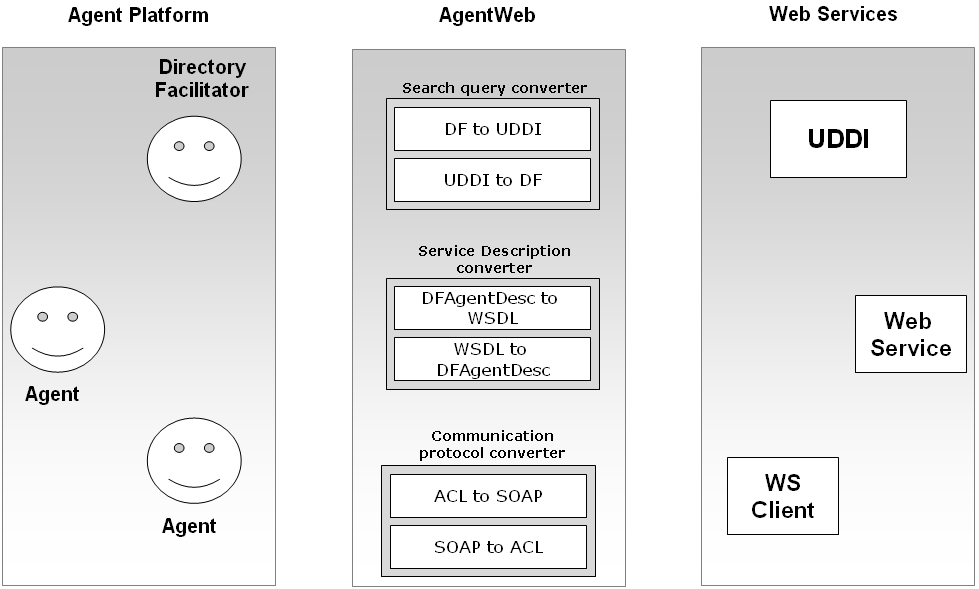 Agent Platform
AgentWeb
Web Services
Directory
Facilitator
Agent
Agent
Search query converter
DF to UDDI
UDDI to DF
Service Description
converter
DFAgentDesc to
WSDL
WSDL to
DFAgentDesc
Communication
protocol converter
ACL to SOAP
SOAP to ACL
UDDI
Web
Service
WS
Client